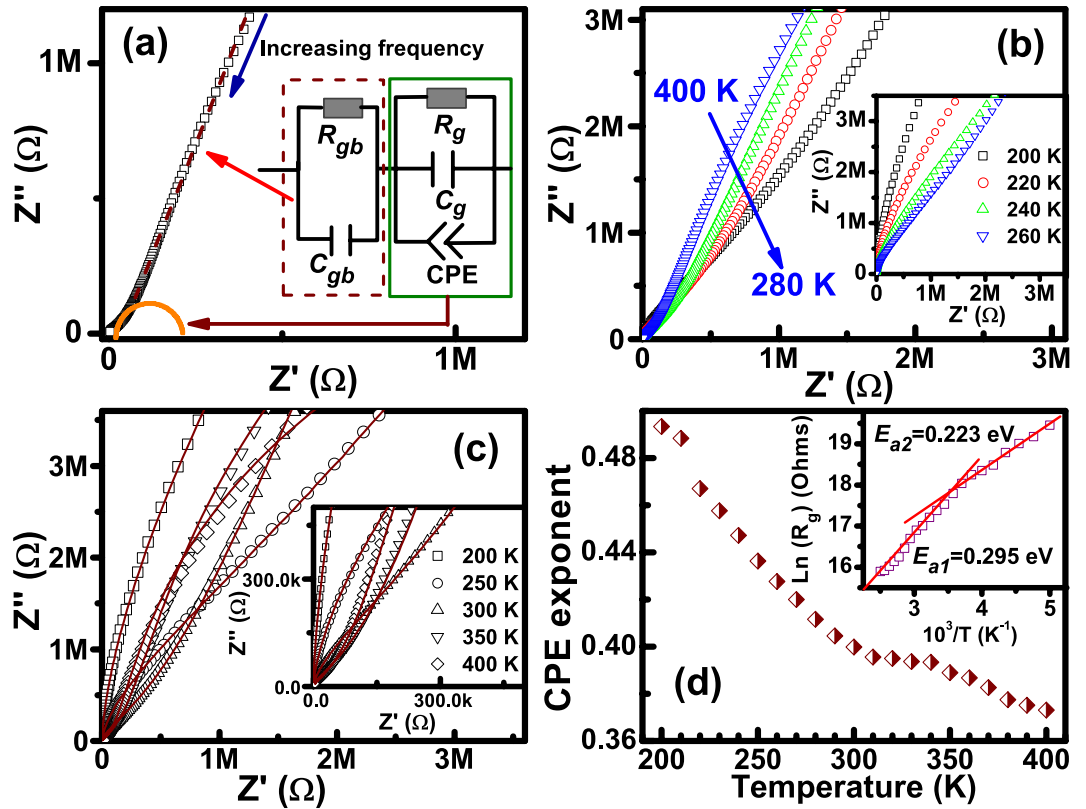 (a)
1M
0
Z'' (Ω)
0
1M
Z' (Ω)
Increasing frequency
R_gb
C_gb
R_g
C_g
CPE
(b)
3M
2M
1M
0
Z'' (Ω)
0
1M
2M
3M
Z' (Ω)
400 K
280 K
3M
2M
1M
0
Z'' (Ω)
0
1M
2M
3M
Z' (Ω)
200 K
220 K
240 K
260 K
(c)
3M
2M
1M
0
Z'' (Ω)
0
1M
2M
3M
Z' (Ω)
300.0k
0.0
Z'' (Ω)
0.0
300.0k
Z' (Ω)
200 K
250 K
300 K
350 K
400 K
(d)
0.48
0.44
0.40
0.36
CPE exponent
200
250
300
350
400
Temperature (K)
19
18
17
16
Ln (R_g) (Ohms)
E_a2=0.223 eV
E_a1=0.295 eV
3
4
5
10³/T (K⁻¹)